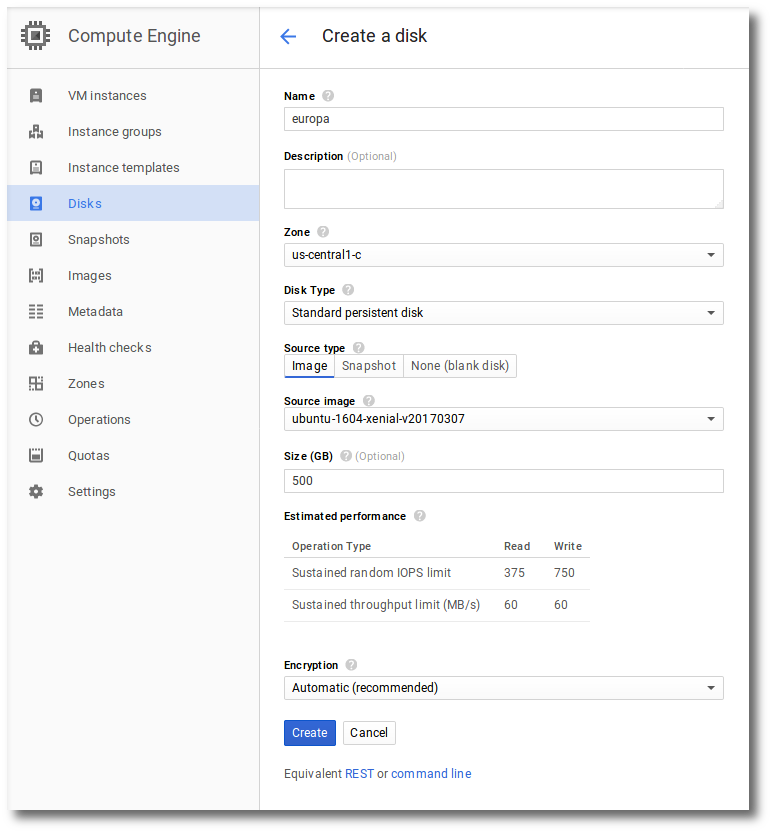 Compute Engine
Create a disk
VM instances
Instance groups
Instance templates
Disks
Snapshots
Images
Metadata
Health checks
Zones
Operations
Quotas
Settings
Name ?
europa
Description (Optional)
Zone ?
us-central1-c
Disk Type ?
Standard persistent disk
Source type ?
Image Snapshot None (blank disk)
Source image ?
ubuntu-1604-xenial-v20170307
Size (GB) ? (Optional)
500
Estimated performance ?
Operation Type Read Write
Sustained random IOPS limit 375 750
Sustained throughput limit (MB/s) 60 60
Encryption ?
Automatic (recommended)
Create Cancel
Equivalent REST or command line